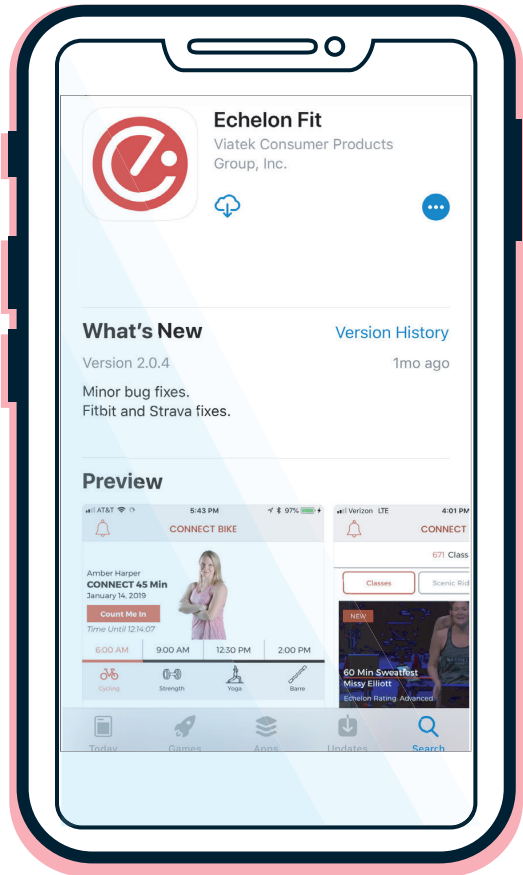 Echelon Fit
Viatek Consumer Products
Group, Inc.
What's New
Version History
Version 2.0.4
1mo ago
Minor bug fixes.
Fitbit and Strava fixes.
Preview
AT&T
5:43 PM
97%
CONNECT BIKE
Amber Harper
CONNECT 45 Min
January 14, 2019
Count Me In
Time Until 12:14:07
6:00 AM
9:00 AM
12:30 PM
2:00 PM
Cycling
Strength
Yoga
Barre
Verizon LTE
4:01 PM
CONNECT
671 Class
Classes
Scenic Rid
NEW
60 Min Sweatfest
Missy Elliott
Echelon Rating Advanced
Today
Games
Apps
Updates
Search